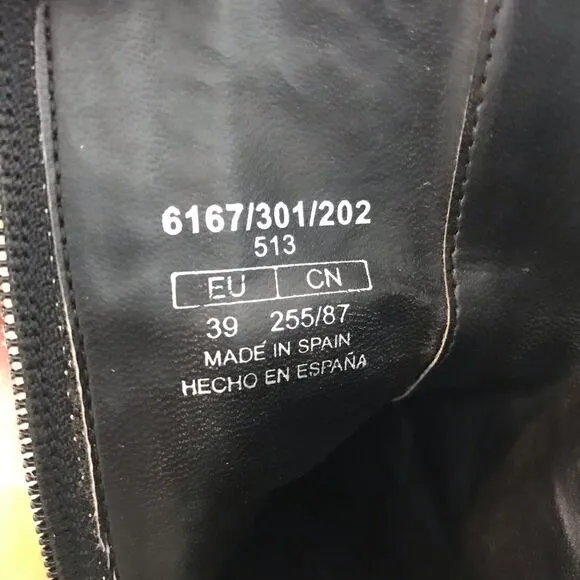 6167/301/202
513
EU CN
39 255/87
MADE IN SPAIN
HECHO EN ESPAÑA